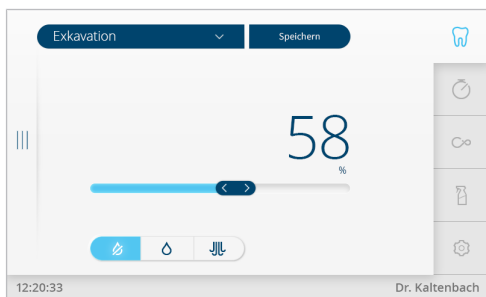 Exkavation
Speichern
58
%
12:20:33
Dr. Kaltenbach